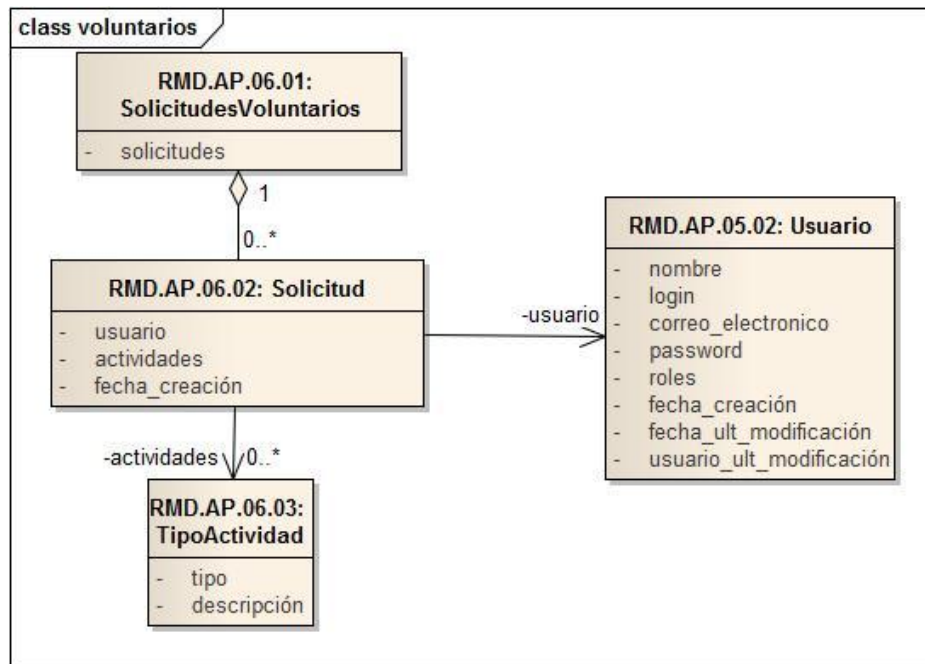 class voluntarios
RMD.AP.06.01:
SolicitudesVoluntarios
- solicitudes
1
0..*
RMD.AP.06.02: Solicitud
- usuario
- actividades
- fecha_creación
-usuario
RMD.AP.05.02: Usuario
- nombre
- login
- correo_electronico
- password
- roles
- fecha_creación
- fecha_ult_modificación
- usuario_ult_modificación
-actividades 0..*
RMD.AP.06.03:
TipoActividad
- tipo
- descripción